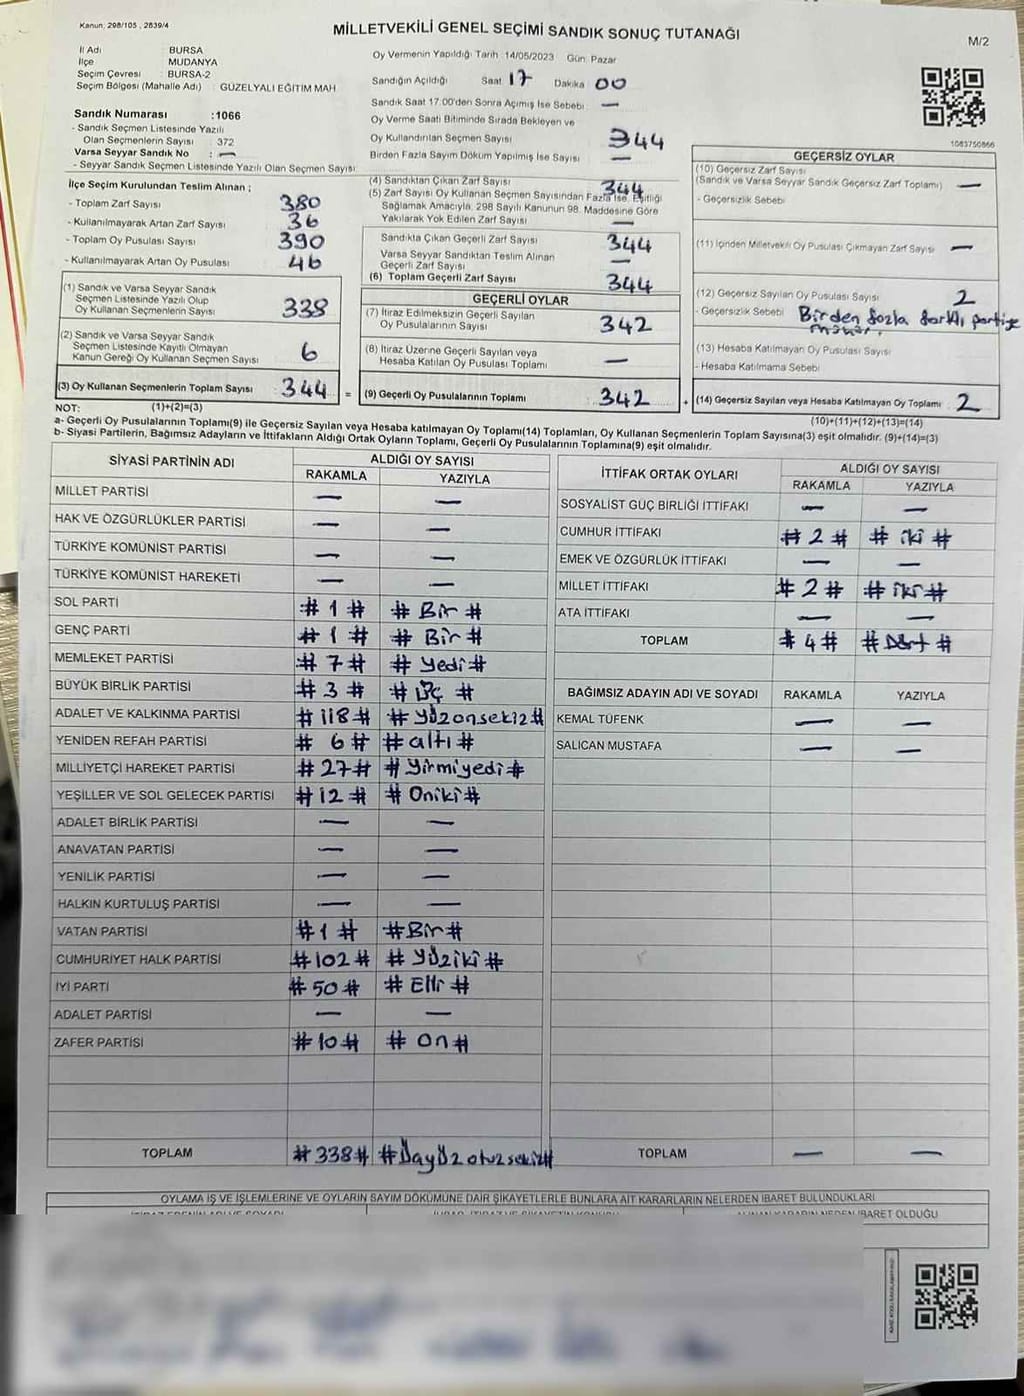 Kanun, 298/105 , 2839/4
MİLLETVEKİLİ GENEL SEÇİMİ SANDIK SONUÇ TUTANAĞI
M/2
İl Adı : BURSA
İlçe : MUDANYA
Seçim Çevresi : BURSA-2
Seçim Bölgesi (Mahalle Adı) : GÜZELYALI EĞİTİM MAH
Sandık Numarası :1066
- Sandık Seçmen Listesinde Yazılı
Olan Seçmenlerin Sayısı : 372
Varsa Seyyar Sandık No : —
- Seyyar Sandık Seçmen Listesinde Yazılı Olan Seçmen Sayısı
İlçe Seçim Kurulundan Teslim Alınan ;
- Toplam Zarf Sayısı : 380
- Kullanılmayarak Artan Zarf Sayısı : 36
- Toplam Oy Pusulası Sayısı : 390
- Kullanılmayarak Artan Oy Pusulası : 46
(1) Sandık ve Varsa Seyyar Sandık
Seçmen Listesinde Yazılı Olup
Oy Kullanan Seçmenlerin Sayısı 338
(2) Sandık ve Varsa Seyyar Sandık
Seçmen Listesinde Kayıtlı Olmayan
Kanun Gereği Oy Kullanan Seçmen Sayısı 6
(3) Oy Kullanan Seçmenlerin Toplam Sayısı 344 =
(1)+(2)=(3)
Oy Vermenin Yapıldığı Tarih :14/05/2023 Gün: Pazar
Sandığın Açıldığı Saat 17 Dakika 00
Sandık Saat 17.00'den Sonra Açılmış İse Sebebi —
Oy Verme Saati Bitiminde Sırada Bekleyen ve
Oy Kullandırılan Seçmen Sayısı 344
Birden Fazla Sayım Döküm Yapılmış İse Sayısı —
(4) Sandıktan Çıkan Zarf Sayısı 344
(5) Zarf Sayısı Oy Kullanan Seçmen Sayısından Fazla İse, Eşitliği
Sağlamak Amacıyla, 298 Sayılı Kanunun 98. Maddesine Göre
Yakılarak Yok Edilen Zarf Sayısı —
Sandıkta Çıkan Geçerli Zarf Sayısı 344
Varsa Seyyar Sandıktan Teslim Alınan
Geçerli Zarf Sayısı —
(6) Toplam Geçerli Zarf Sayısı 344
GEÇERLİ OYLAR
(7) İtiraz Edilmeksizin Geçerli Sayılan
Oy Pusulalarının Sayısı 342
(8) İtiraz Üzerine Geçerli Sayılan veya
Hesaba Katılan Oy Pusulası Toplamı —
(9) Geçerli Oy Pusulalarının Toplamı 342 +
1083750866
GEÇERSİZ OYLAR
(10) Geçersiz Zarf Sayısı
(Sandık ve Varsa Seyyar Sandık Geçersiz Zarf Toplamı) —
- Geçersizlik Sebebi
(11) İçinden Milletvekili Oy Pusulası Çıkmayan Zarf Sayısı —
(12) Geçersiz Sayılan Oy Pusulası Sayısı 2
- Geçersizlik Sebebi Birden fazla farklı partiye
mühür.
(13) Hesaba Katılmayan Oy Pusulası Sayısı
- Hesaba Katılmama Sebebi
(14) Geçersiz Sayılan veya Hesaba Katılmayan Oy Toplamı 2
(10)+(11)+(12)+(13)=(14)
NOT:
a- Geçerli Oy Pusulalarının Toplamı(9) ile Geçersiz Sayılan veya Hesaba katılmayan Oy Toplamı(14) Toplamları, Oy Kullanan Seçmenlerin Toplam Sayısına(3) eşit olmalıdır. (9)+(14)=(3)
b- Siyasi Partilerin, Bağımsız Adayların ve İttifakların Aldığı Ortak Oyların Toplamı, Geçerli Oy Pusulalarının Toplamına(9) eşit olmalıdır.
SİYASİ PARTİNİN ADI ALDIĞI OY SAYISI
RAKAMLA YAZIYLA
MİLLET PARTİSİ — —
HAK VE ÖZGÜRLÜKLER PARTİSİ — —
TÜRKİYE KOMÜNİST PARTİSİ — —
TÜRKİYE KOMÜNİST HAREKETİ — —
SOL PARTİ # 1 # # Bir #
GENÇ PARTİ # 1 # # Bir #
MEMLEKET PARTİSİ # 7 # # Yedi #
BÜYÜK BİRLİK PARTİSİ # 3 # # Üç #
ADALET VE KALKINMA PARTİSİ # 118 # # Yüzonsekiz #
YENİDEN REFAH PARTİSİ # 6 # # altı #
MİLLİYETÇİ HAREKET PARTİSİ # 27 # # Yirmiyedi #
YEŞİLLER VE SOL GELECEK PARTİSİ # 12 # # Oniki #
ADALET BİRLİK PARTİSİ — —
ANAVATAN PARTİSİ — —
YENİLİK PARTİSİ — —
HALKIN KURTULUŞ PARTİSİ — —
VATAN PARTİSİ # 1 # # Bir #
CUMHURİYET HALK PARTİSİ # 102 # # Yüziki #
İYİ PARTİ # 50 # # Elli #
ADALET PARTİSİ — —
ZAFER PARTİSİ # 10 # # On #
TOPLAM # 338 # # Üçyüzotuzsekiz #
İTTİFAK ORTAK OYLARI ALDIĞI OY SAYISI
RAKAMLA YAZIYLA
SOSYALİST GÜÇ BİRLİĞİ İTTİFAKI — —
CUMHUR İTTİFAKI # 2 # # iki #
EMEK VE ÖZGÜRLÜK İTTİFAKI — —
MİLLET İTTİFAKI # 2 # # iki #
ATA İTTİFAKI — —
TOPLAM # 4 # # Dört #
BAĞIMSIZ ADAYIN ADI VE SOYADI RAKAMLA YAZIYLA
KEMAL TÜFENK — —
SALİCAN MUSTAFA — —
TOPLAM — —
OYLAMA İŞ VE İŞLEMLERİNE VE OYLARIN SAYIM DÖKÜMÜNE DAİR ŞİKAYETLERLE BUNLARA AİT KARARLARIN NELERDEN İBARET BULUNDUKLARI
ALINAN KARARIN NEDEN İBARET OLDUĞU